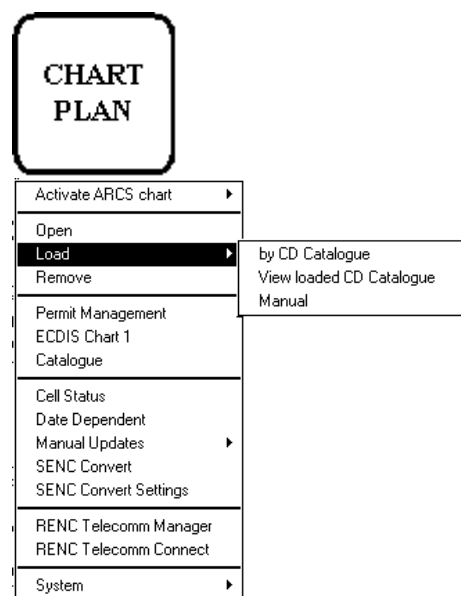 CHART
PLAN
Activate ARCS chart
Open
Load
Remove
by CD Catalogue
View loaded CD Catalogue
Manual
Permit Management
ECDIS Chart 1
Catalogue
Cell Status
Date Dependent
Manual Updates
SENC Convert
SENC Convert Settings
RENC Telecomm Manager
RENC Telecomm Connect
System